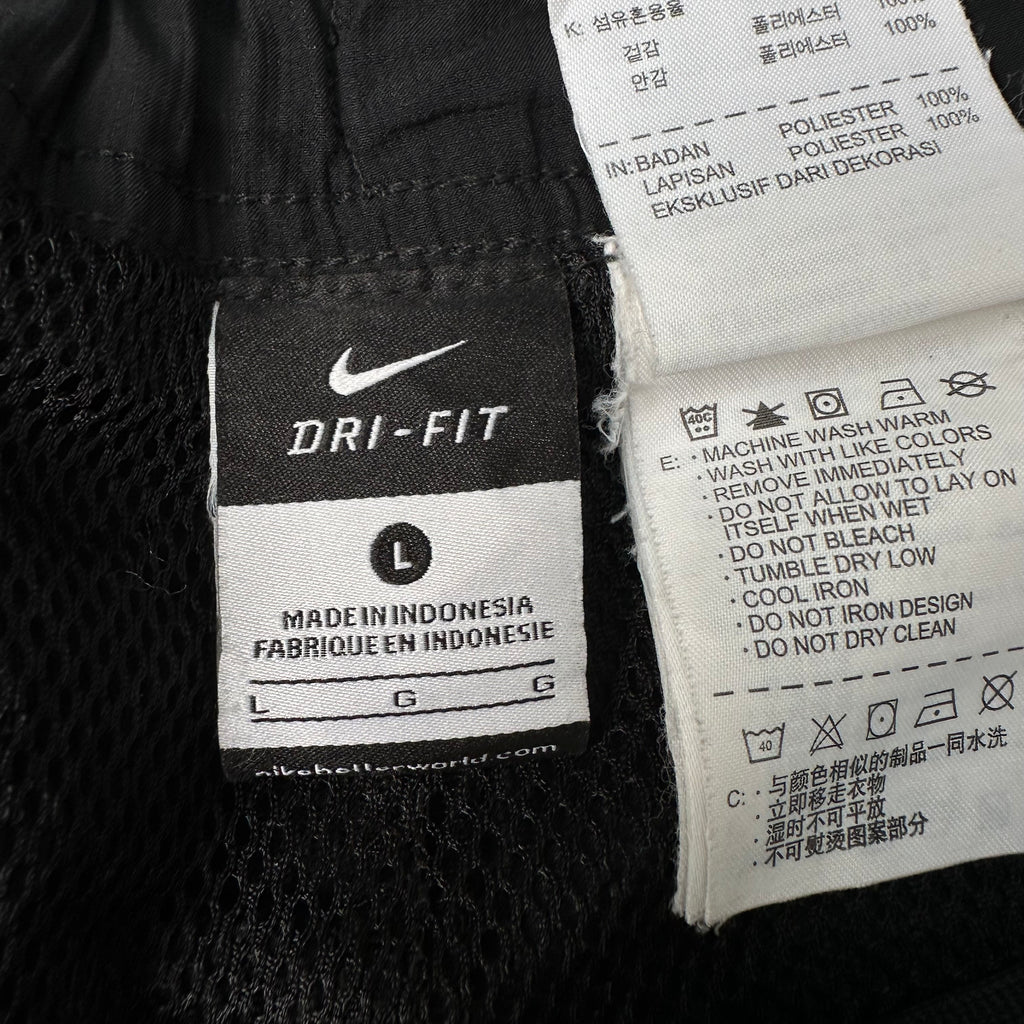 K: 섬유혼용율
겉감 폴리에스터 100%
안감 폴리에스터 100%
IN: BADAN POLIESTER 100%
LAPISAN POLIESTER 100%
EKSKLUSIF DARI DEKORASI
DRI-FIT
L
MADE IN INDONESIA
FABRIQUE EN INDONESIE
L G G
nikebetterworld.com
40C
E: · MACHINE WASH WARM
· WASH WITH LIKE COLORS
· REMOVE IMMEDIATELY
· DO NOT ALLOW TO LAY ON
ITSELF WHEN WET
· DO NOT BLEACH
· TUMBLE DRY LOW
· COOL IRON
· DO NOT IRON DESIGN
· DO NOT DRY CLEAN
40
C: · 与颜色相似的制品一同水洗
· 立即移走衣物
· 湿时不可平放
· 不可熨烫图案部分